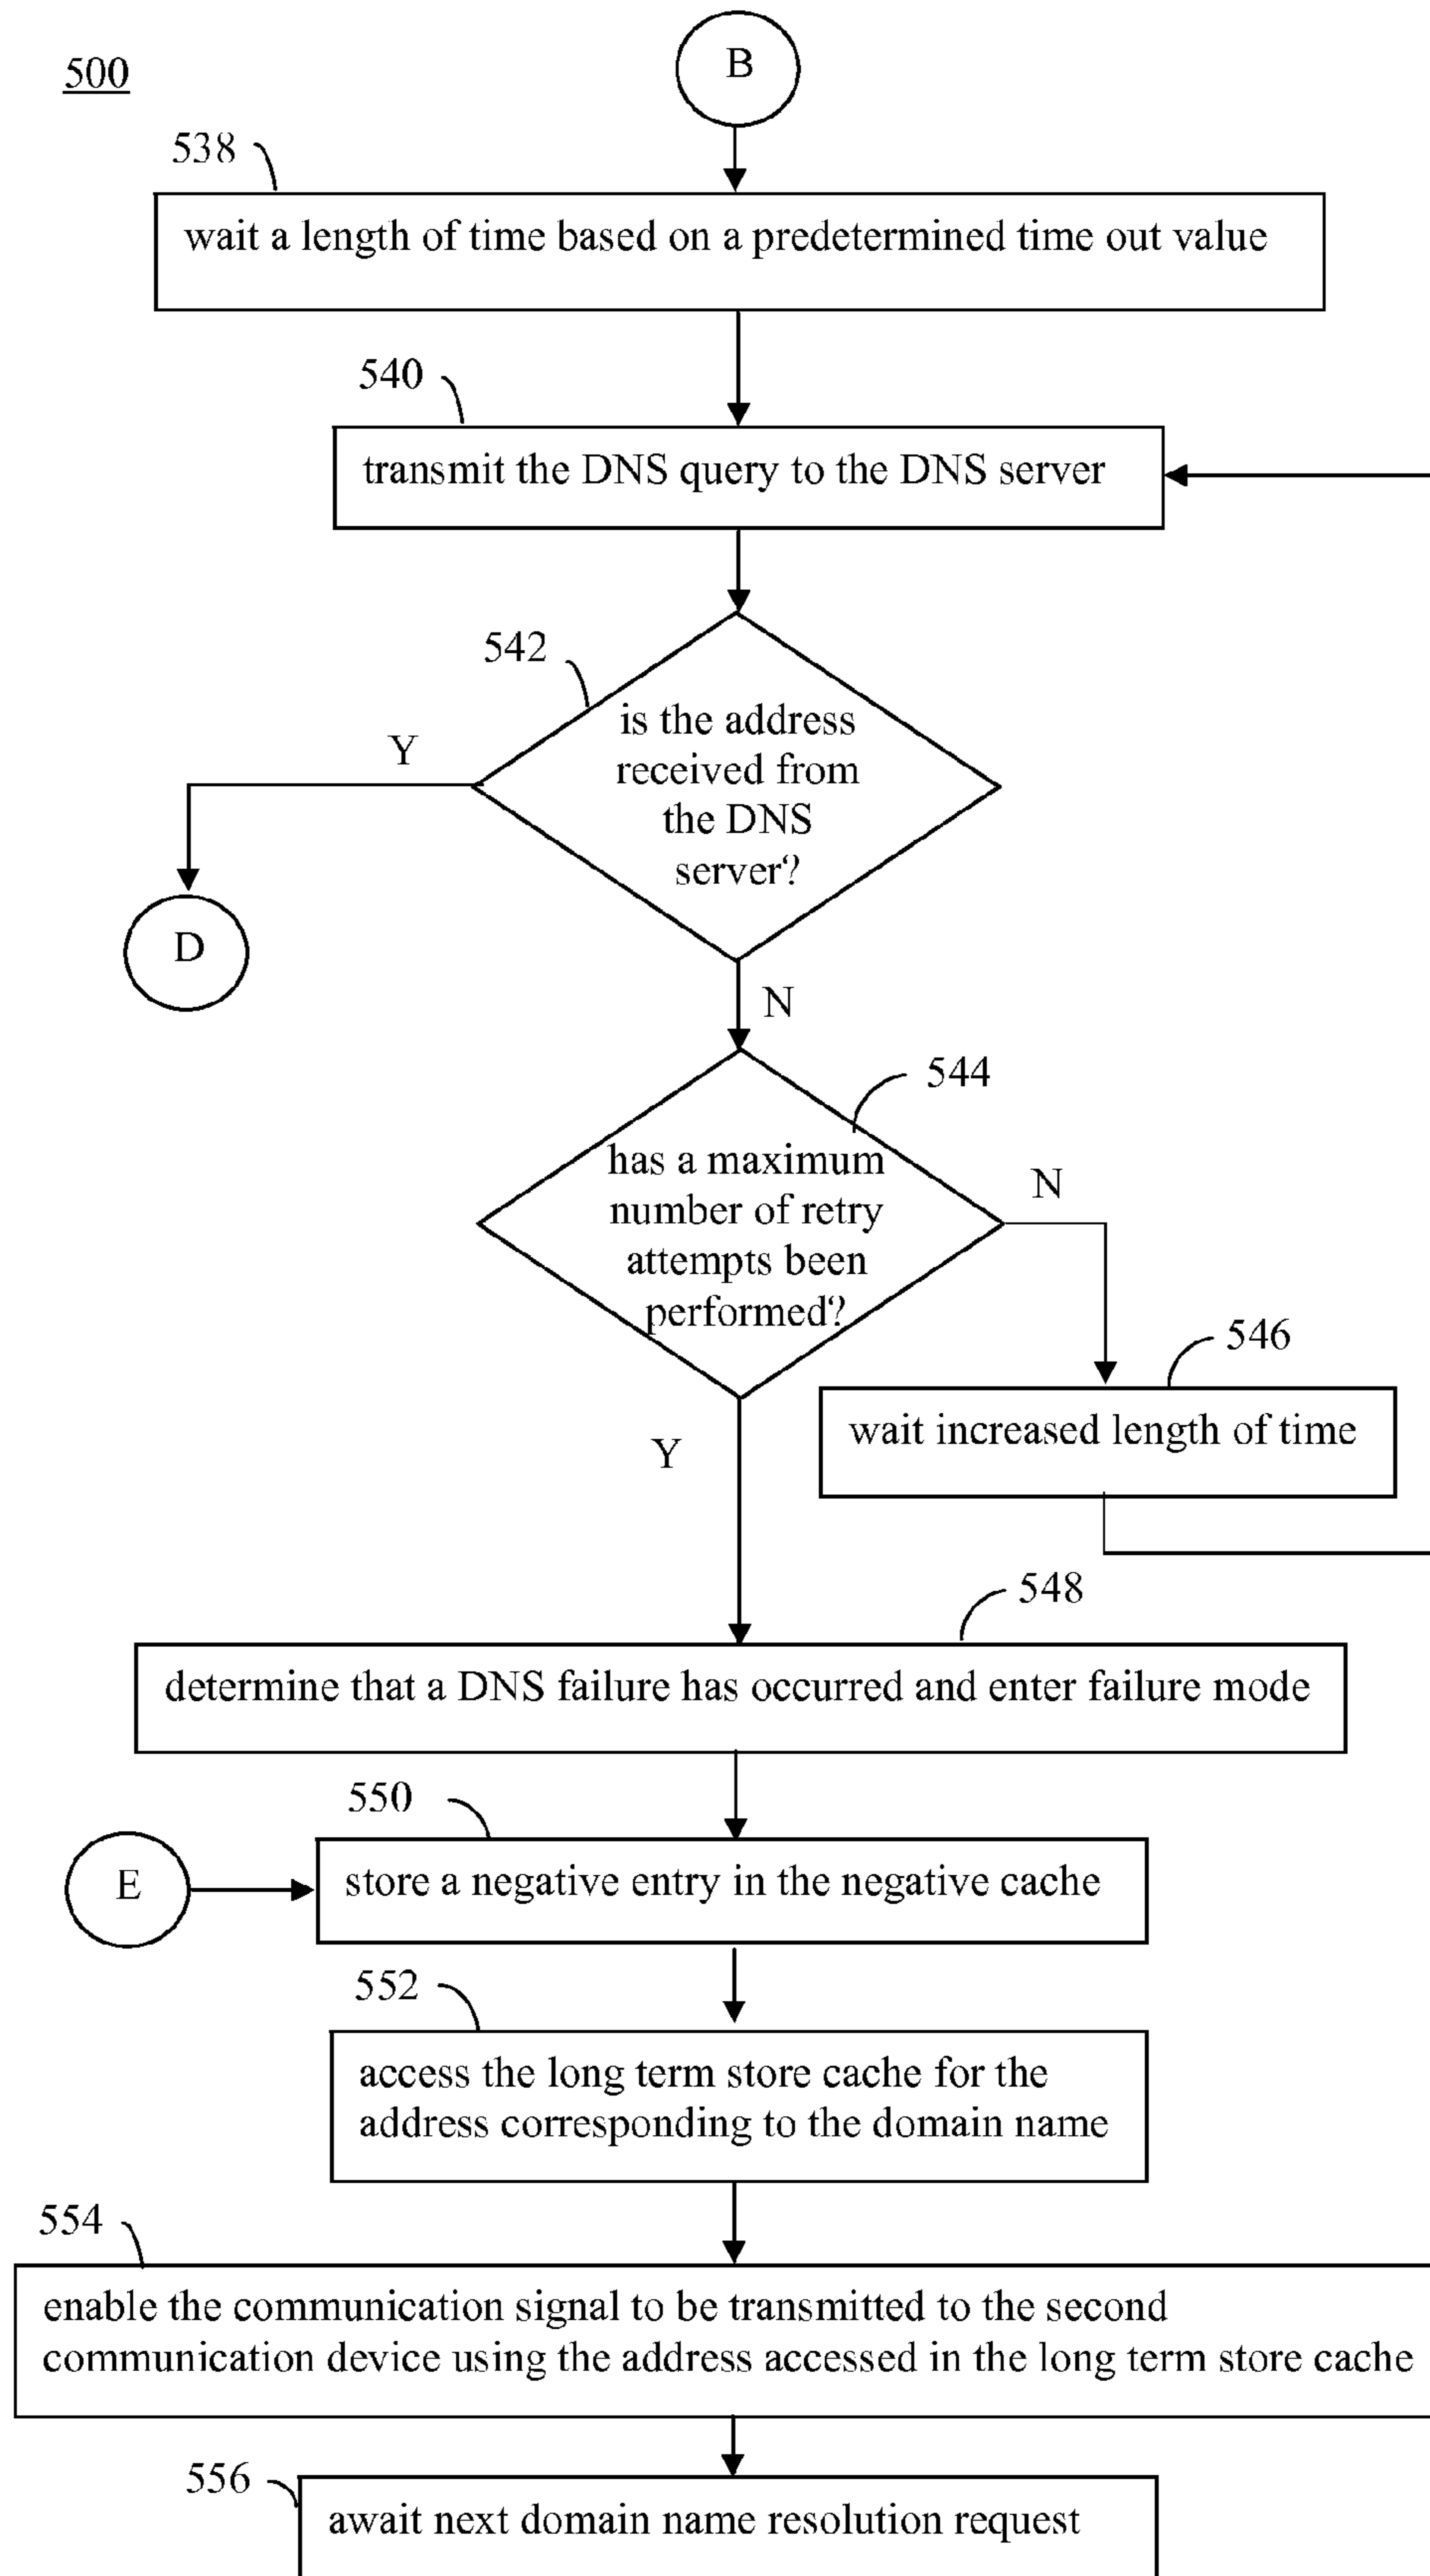 B
500
538
wait a length of time based on a predetermined time out value
540
transmit the DNS query to the DNS server
542
is the address
received from
the DNS
server?
Y
D
N
544
has a maximum
number of retry
attempts been
performed?
N
546
wait increased length of time
Y
548
determine that a DNS failure has occurred and enter failure mode
550
E
store a negative entry in the negative cache
552
access the long term store cache for the
address corresponding to the domain name
554
enable the communication signal to be transmitted to the second
communication device using the address accessed in the long term store cache
556
await next domain name resolution request